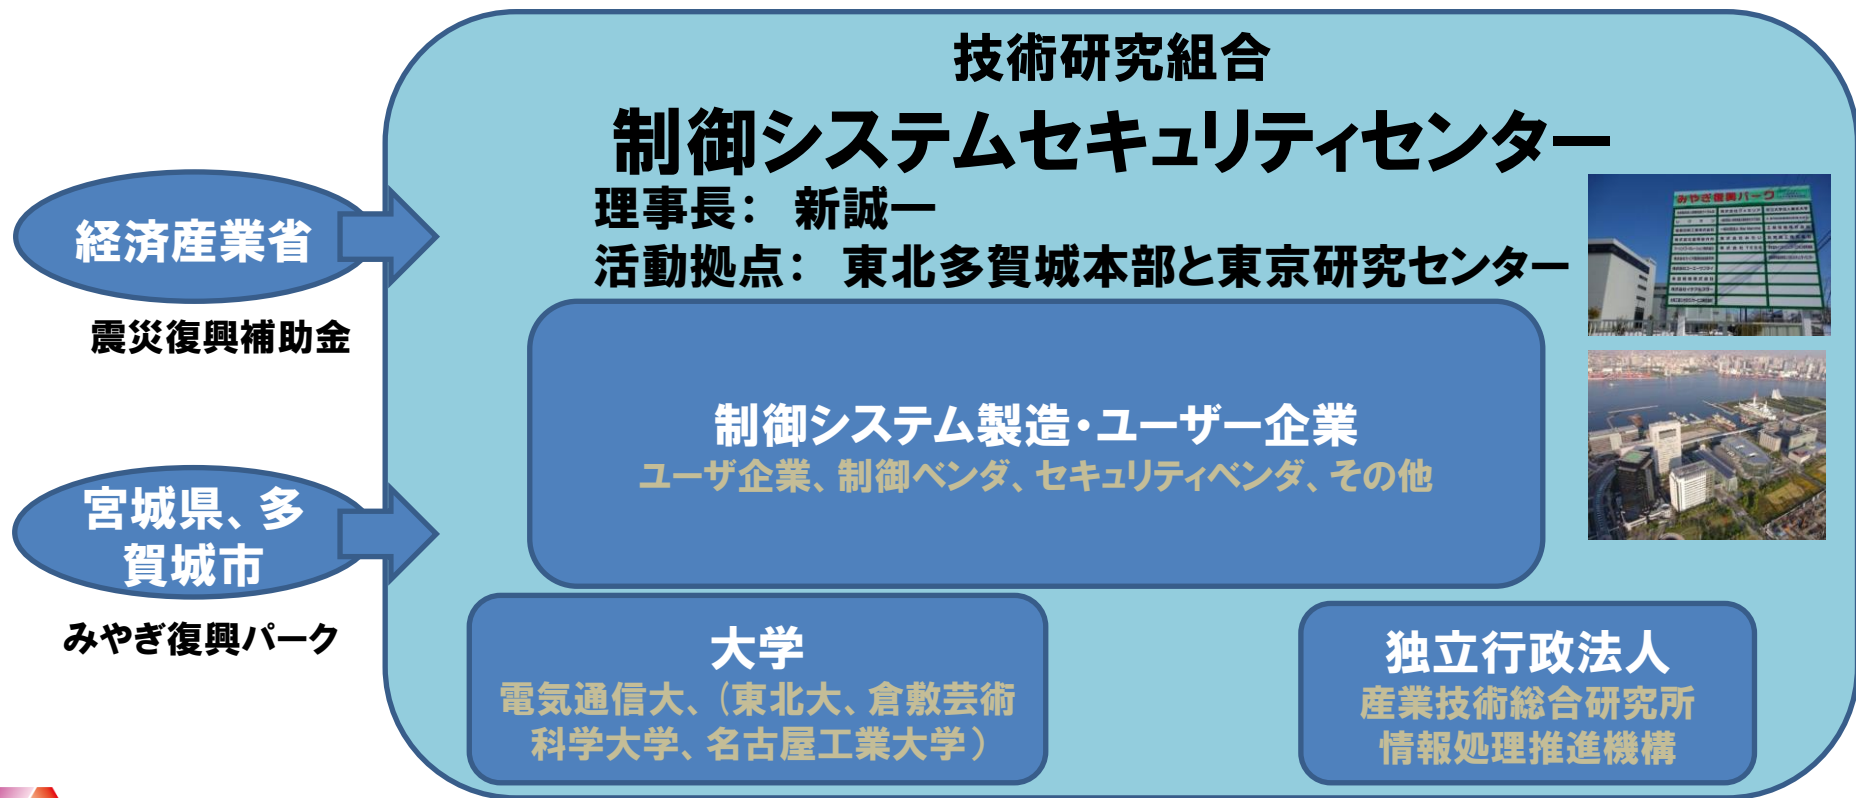 技術研究組合
制御システムセキュリティセンター
理事長： 新誠一
活動拠点： 東北多賀城本部と東京研究センター
経済産業省
震災復興補助金
宮城県、多
賀城市
みやぎ復興パーク
みやぎ復興パーク
制御システム製造・ユーザー企業
ユーザ企業、制御ベンダ、セキュリティベンダ、その他
大学
電気通信大、（東北大、倉敷芸術
科学大学、名古屋工業大学）
独立行政法人
産業技術総合研究所
情報処理推進機構